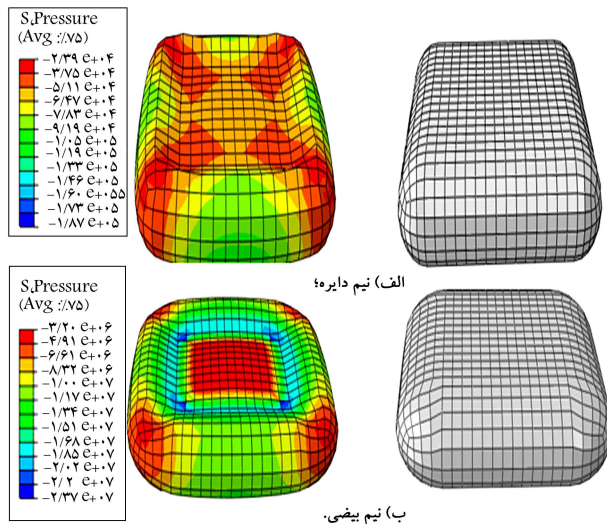 S,Pressure
(Avg :٪۷۵)
−۲/۳۹ e+۰۴
−۳/۷۵ e+۰۴
−۵/۱۱ e+۰۴
−۶/۴۷ e+۰۴
−۷/۸۳ e+۰۴
−۹/۱۹ e+۰۴
−۱/۰۵ e+۰۵
−۱/۱۹ e+۰۵
−۱/۳۳ e+۰۵
−۱/۴۶ e+۰۵
−۱/۶۰ e+۰۵۵
−۱/۷۳ e+۰۵
−۱/۸۷ e+۰۵
الف) نیم دایره؛
S,Pressure
(Avg :٪۷۵)
−۳/۲۰ e+۰۶
−۴/۹۱ e+۰۶
−۶/۶۱ e+۰۶
−۸/۳۲ e+۰۶
−۱/۰۰ e+۰۷
−۱/۱۷ e+۰۷
−۱/۳۴ e+۰۷
−۱/۵۱ e+۰۷
−۱/۶۸ e+۰۷
−۱/۸۵ e+۰۷
−۲/۰۲ e+۰۷
−۲/۲ e+۰۷
−۲/۳۷ e+۰۷
ب) نیم بیضی.